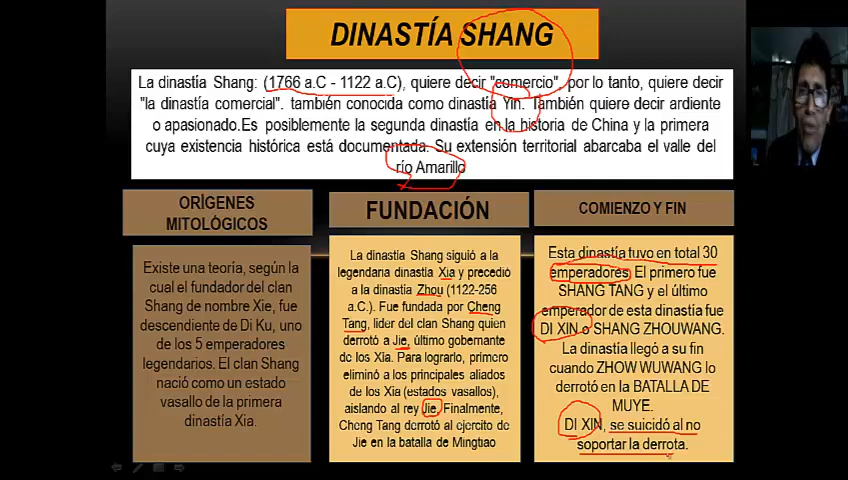 DINASTÍA SHANG
La dinastía Shang: (1766 a.C - 1122 a.C), quiere decir "comercio", por lo tanto, quiere decir
"la dinastía comercial". también conocida como dinastía Yin. También quiere decir ardiente
o apasionado.Es posiblemente la segunda dinastía en la historia de China y la primera
cuya existencia histórica está documentada. Su extensión territorial abarcaba el valle del
río Amarillo
ORÍGENES
MITOLÓGICOS
Existe una teoría, según la
cual el fundador del clan
Shang de nombre Xie, fue
descendiente de Di Ku, uno
de los 5 emperadores
legendarios. El clan Shang
nació como un estado
vasallo de la primera
dinastía Xia.
FUNDACIÓN
La dinastía Shang siguió a la
legendaria dinastía Xia y precedió
a la dinastía Zhou (1122-256
a.C.). Fue fundada por Cheng
Tang, líder del clan Shang quien
derrotó a Jie, último gobernante
de los Xia. Para lograrlo, primero
eliminó a los principales aliados
de los Xia (estados vasallos),
aislando al rey Jie. Finalmente,
Cheng Tang derrotó al ejercito de
Jie en la batalla de Mingtiao
COMIENZO Y FIN
Esta dinastía tuvo en total 30
emperadores. El primero fue
SHANG TANG y el último
emperador de esta dinastía fue
DI XIN o SHANG ZHOUWANG.
La dinastía llegó a su fin
cuando ZHOW WUWANG lo
derrotó en la BATALLA DE
MUYE.
DI XIN, se suicidó al no
soportar la derrota.